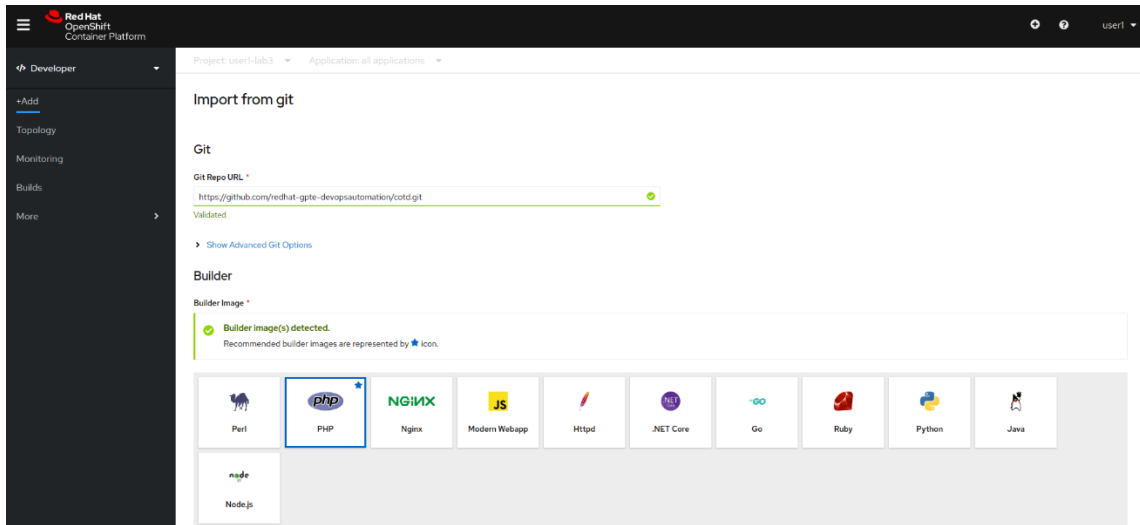 Red Hat
OpenShift
Container Platform
user1
Developer
Project: user1-lab3
Application: all applications
+Add
Topology
Monitoring
Builds
More
Import from git
Git
Git Repo URL *
https://github.com/redhat-gpte-devopsautomation/cotd.git
Validated
Show Advanced Git Options
Builder
Builder Image *
Builder image(s) detected.
Recommended builder images are represented by ★ icon.
php
NGINX
JS
.NET
GO
Perl
PHP
Nginx
Modern Webapp
Httpd
.NET Core
Go
Ruby
Python
Java
node
Node.js